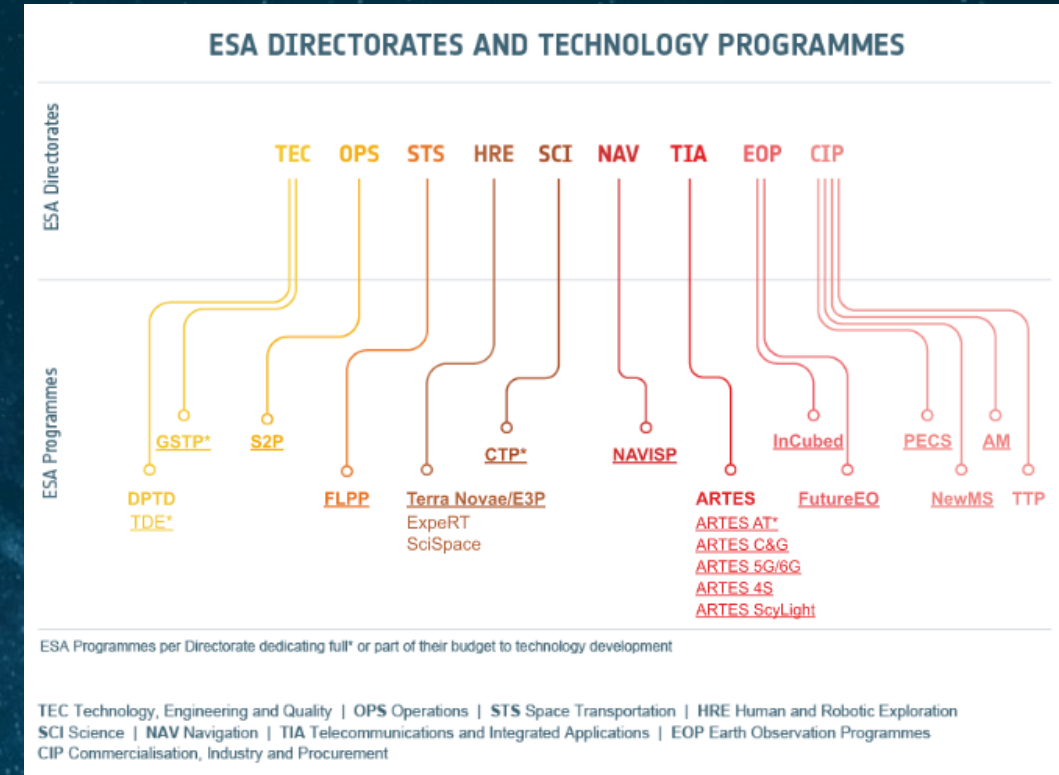 ESA DIRECTORATES AND TECHNOLOGY PROGRAMMES
ESA Directorates
TEC OPS STS HRE SCI NAV TIA EOP CIP
ESA Programmes
GSTP* S2P CTP* NAVISP InCubed PECS AM
DPTD FLPP Terra Novae/E3P ARTES FutureEO NewMS TTP
TDE* ExpeRT ARTES AT*
SciSpace ARTES C&G
ARTES 5G/6G
ARTES 4S
ARTES ScyLight
ESA Programmes per Directorate dedicating full* or part of their budget to technology development
TEC Technology, Engineering and Quality | OPS Operations | STS Space Transportation | HRE Human and Robotic Exploration
SCI Science | NAV Navigation | TIA Telecommunications and Integrated Applications | EOP Earth Observation Programmes
CIP Commercialisation, Industry and Procurement